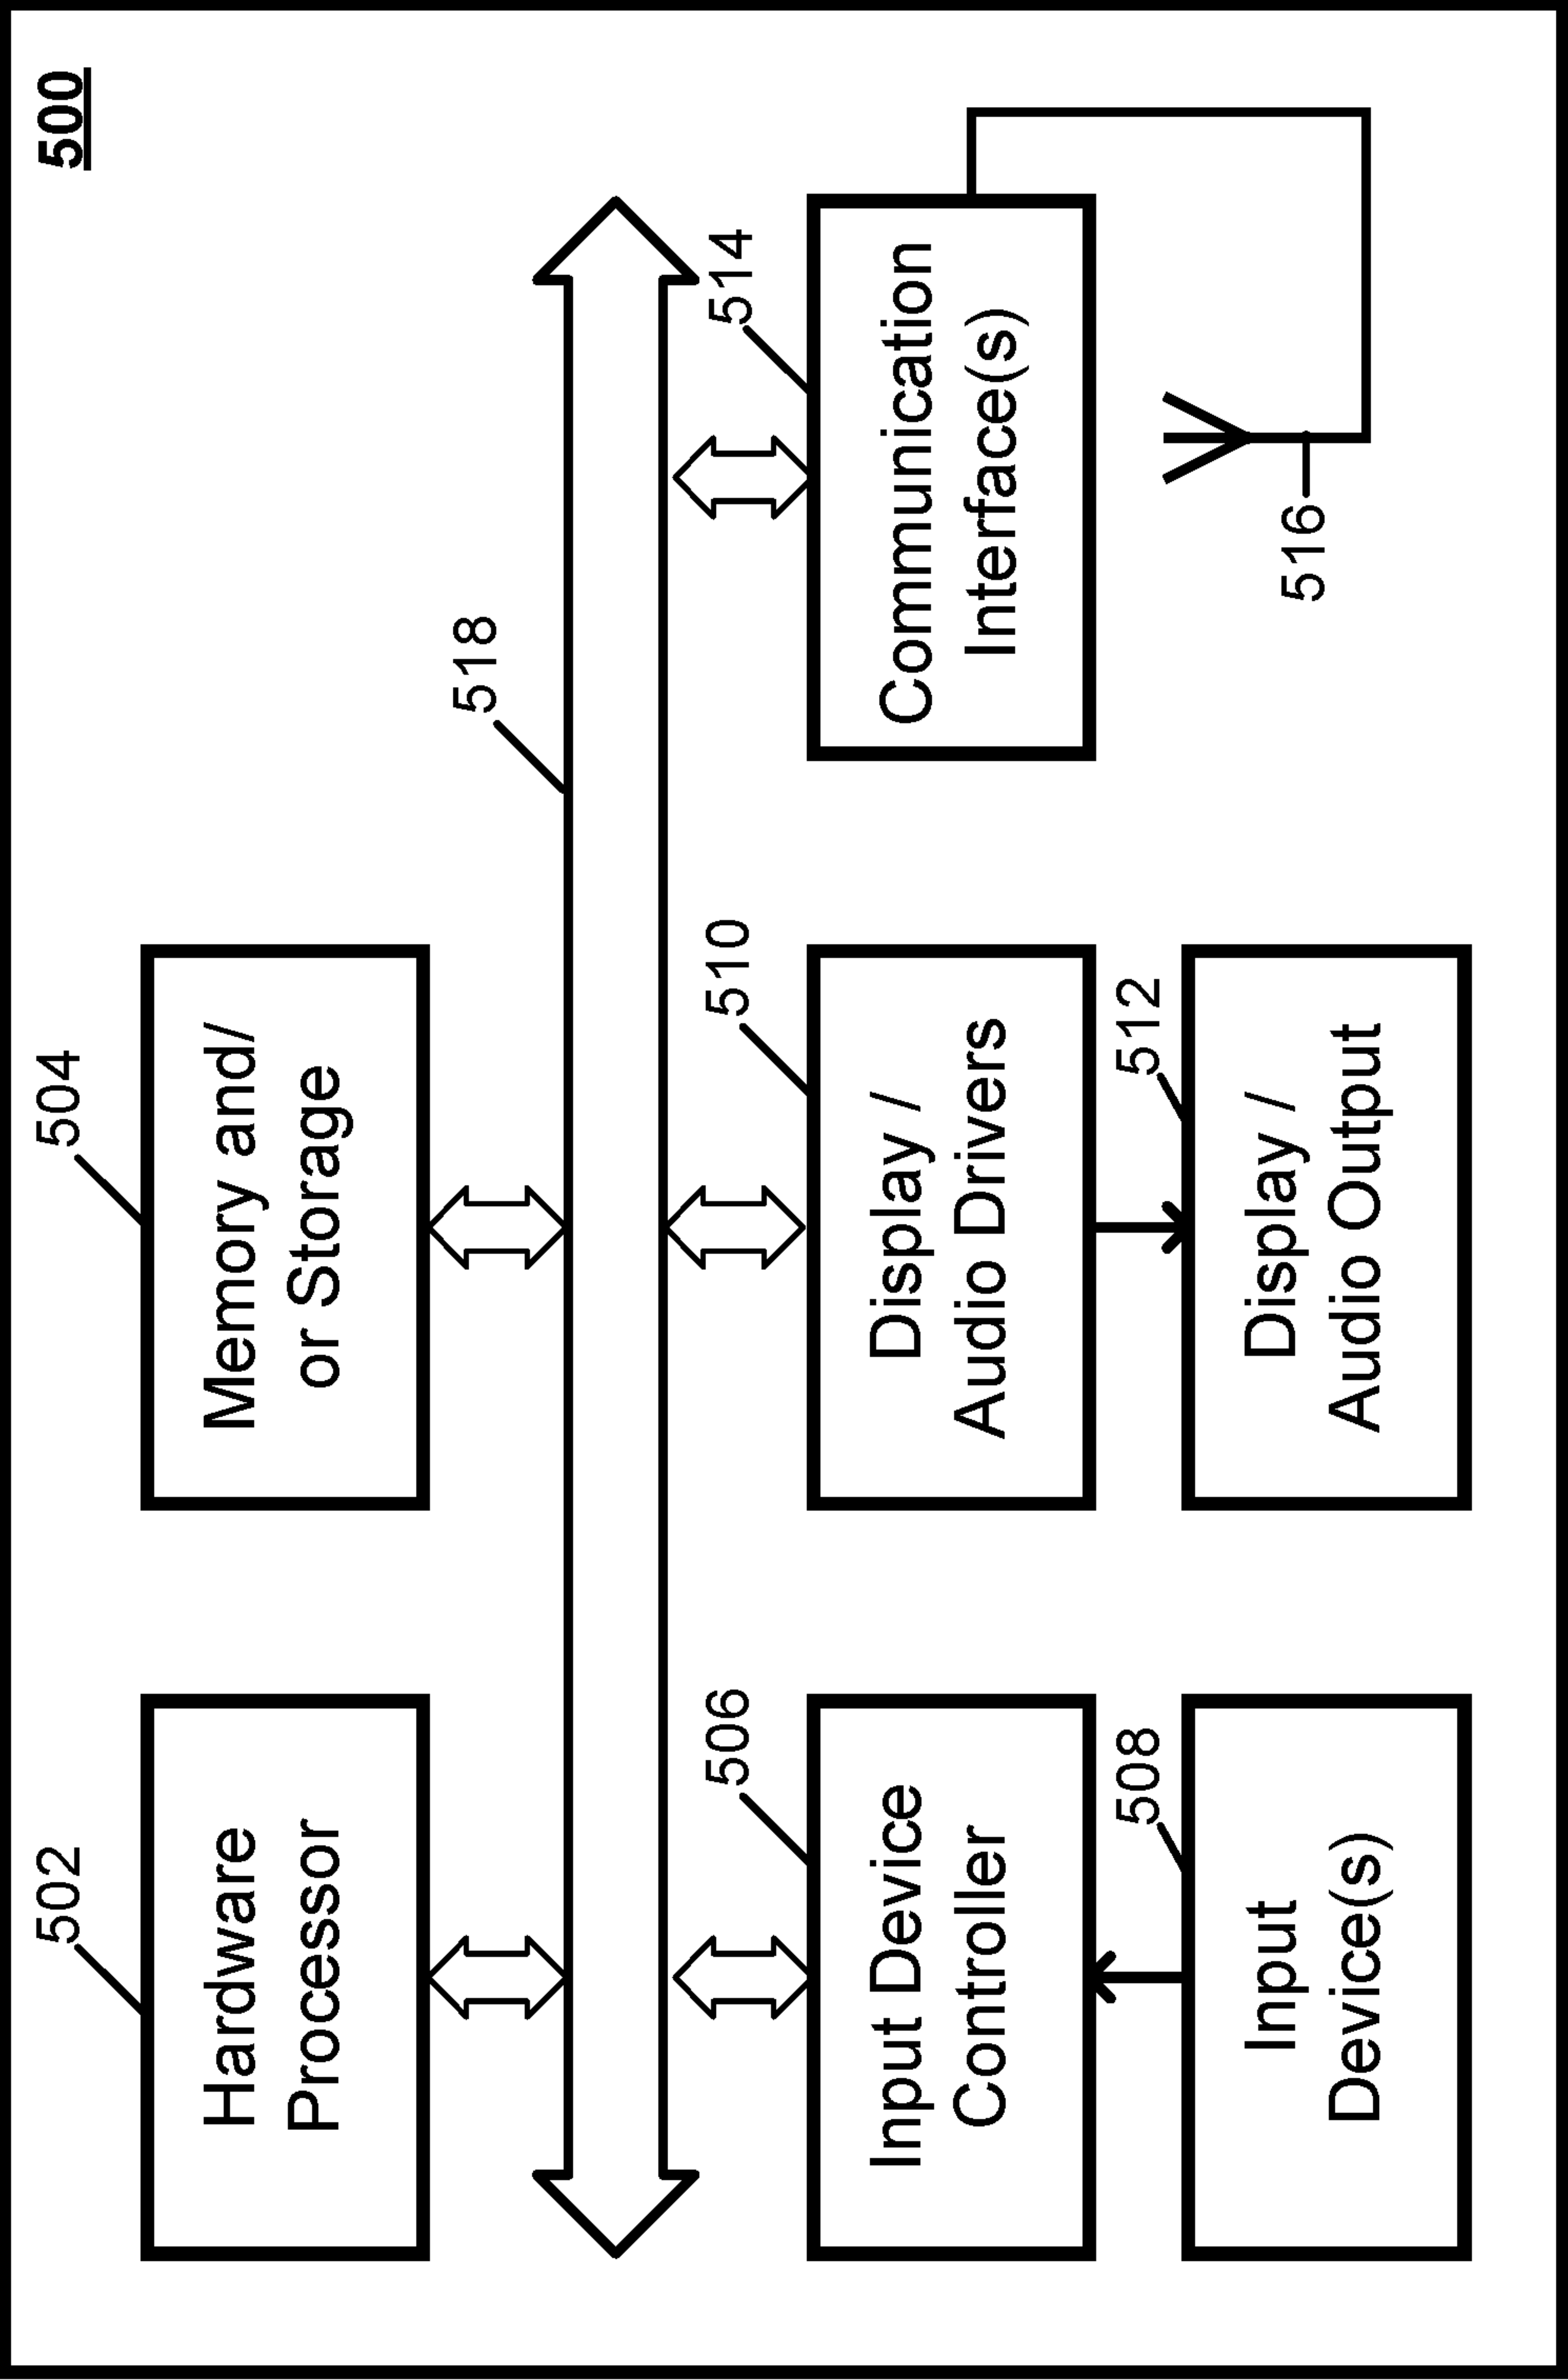 500
502
Hardware
Processor
504
Memory and/
or Storage
518
506
Input Device
Controller
510
Display /
Audio Drivers
514
Communication
Interface(s)
508
Input
Device(s)
512
Display /
Audio Output
516